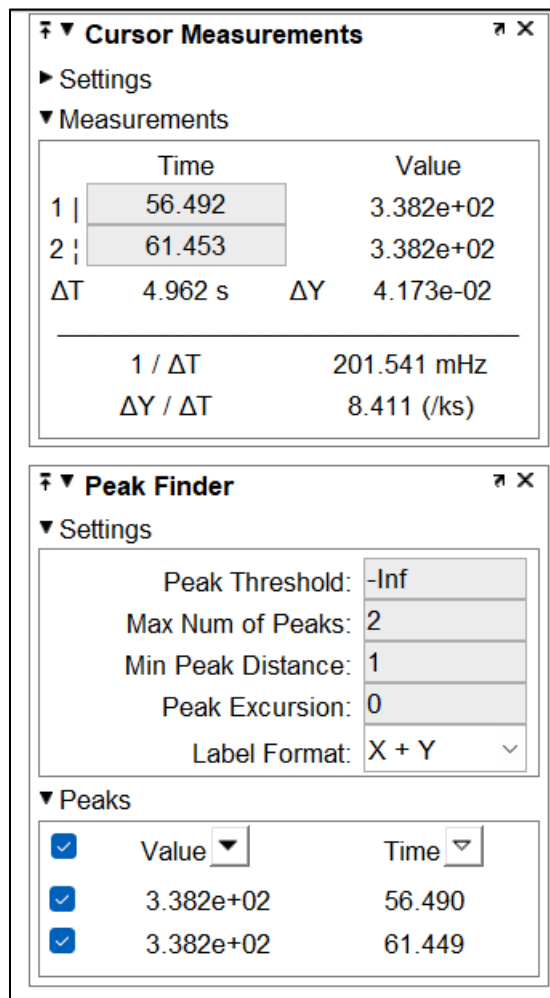 Cursor Measurements
Settings
Measurements
Time Value
1 | 56.492 3.382e+02
2 ¦ 61.453 3.382e+02
ΔT 4.962 s ΔY 4.173e-02
1 / ΔT 201.541 mHz
ΔY / ΔT 8.411 (/ks)
Peak Finder
Settings
Peak Threshold: -Inf
Max Num of Peaks: 2
Min Peak Distance: 1
Peak Excursion: 0
Label Format: X + Y
Peaks
Value Time
3.382e+02 56.490
3.382e+02 61.449